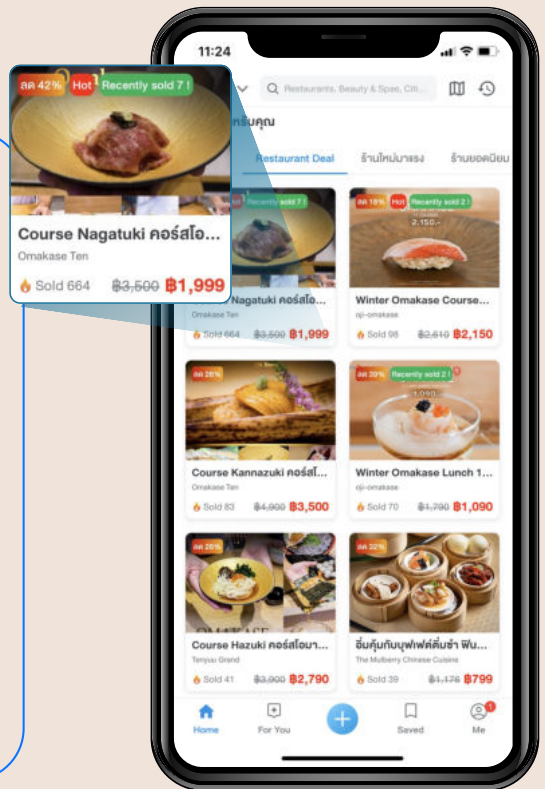 ลด 42% Hot Recently sold 7 !
Course Nagatuki คอร์สโอ...
Omakase Ten
Sold 664 ฿3,500 ฿1,999
11:24
Restaurants, Beauty & Spas, Citi...
Restaurant Deal ร้านใหม่มาแรง ร้านยอดนิยม
Recently sold 7 !
Nagatuki คอร์สโอ...
Omakase Ten
Sold 664 ฿3,500 ฿1,999
ลด 18% Hot Recently sold 2 !
2,150.-
Winter Omakase Course...
oji-omakase
Sold 98 ฿2,610 ฿2,150
ลด 28%
Course Kannazuki คอร์สโ...
Omakase Ten
Sold 83 ฿4,900 ฿3,500
ลด 39% Recently sold 2 !
1,090.-
Winter Omakase Lunch 1...
oji-omakase
Sold 70 ฿1,790 ฿1,090
ลด 28%
OMAKASE
Course Hazuki คอร์สโอมา...
Tenyuu Grand
Sold 41 ฿3,900 ฿2,790
ลด 32%
อิ่มคุ้มกับบุฟเฟ่ต์ติ่มซำ ฟิน...
The Mulberry Chinese Cuisine
Sold 39 ฿1,176 ฿799
Home For You Saved Me
1